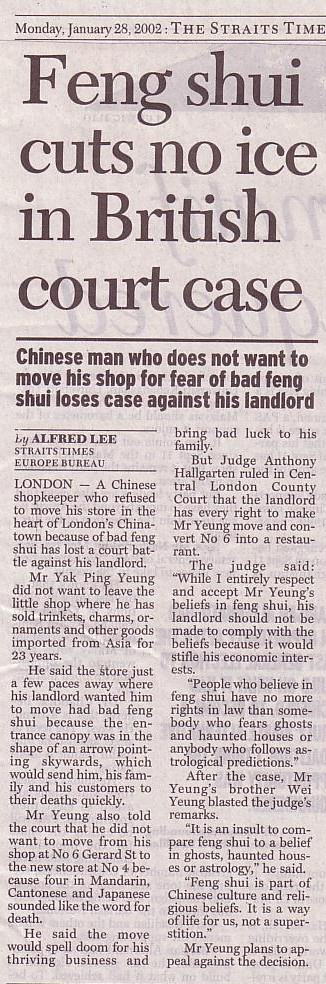 Monday, January 28, 2002 : THE STRAITS TIME
Feng shui
cuts no ice
in British
court case
Chinese man who does not want to
move his shop for fear of bad feng
shui loses case against his landlord
by ALFRED LEE
STRAITS TIMES
EUROPE BUREAU
LONDON — A Chinese
shopkeeper who refused
to move his store in the
heart of London's China-
town because of bad feng
shui has lost a court bat-
tle against his landlord.
Mr Yak Ping Yeung
did not want to leave the
little shop where he has
sold trinkets, charms, or-
naments and other goods
imported from Asia for
23 years.
He said the store just
a few paces away where
his landlord wanted him
to move had bad feng
shui because the en-
trance canopy was in the
shape of an arrow point-
ing skywards, which
would send him, his fam-
ily and his customers to
their deaths quickly.
Mr Yeung also told
the court that he did not
want to move from his
shop at No 6 Gerard St to
the new store at No 4 be-
cause four in Mandarin,
Cantonese and Japanese
sounded like the word for
death.
He said the move
would spell doom for his
thriving business and
bring bad luck to his
family.
But Judge Anthony
Hallgarten ruled in Cen-
tral London County
Court that the landlord
has every right to make
Mr Yeung move and con-
vert No 6 into a restau-
rant.
The judge said:
"While I entirely respect
and accept Mr Yeung's
beliefs in feng shui, his
landlord should not be
made to comply with the
beliefs because it would
stifle his economic inter-
ests.
"People who believe in
feng shui have no more
rights in law than some-
body who fears ghosts
and haunted houses or
anybody who follows as-
trological predictions."
After the case, Mr
Yeung's brother Wei
Yeung blasted the judge's
remarks.
"It is an insult to com-
pare feng shui to a belief
in ghosts, haunted hous-
es or astrology," he said.
"Feng shui is part of
Chinese culture and reli-
gious beliefs. It is a way
of life for us, not a super-
stition."
Mr Yeung plans to ap-
peal against the decision.